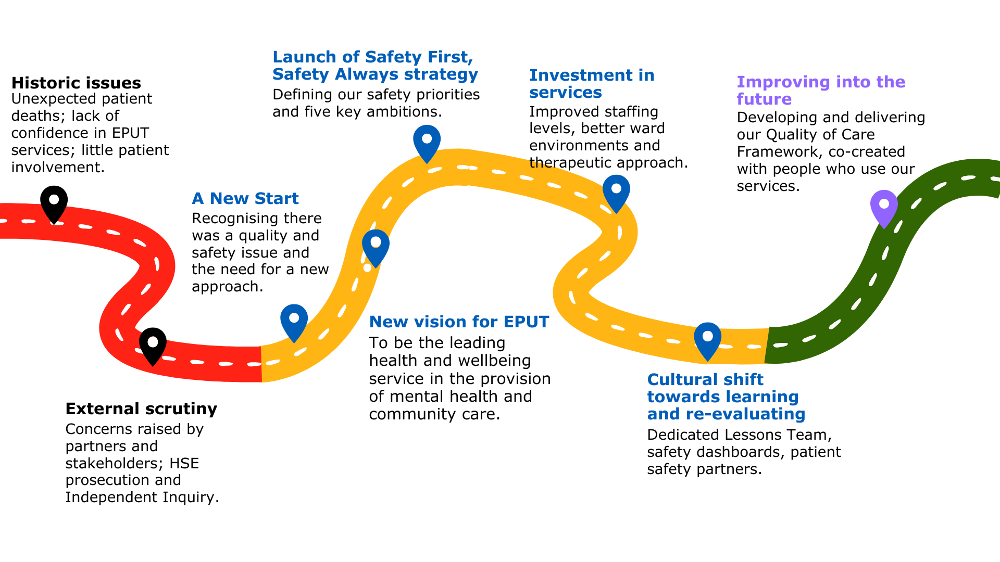 Historic issues
Unexpected patient
deaths; lack of
confidence in EPUT
services; little patient
involvement.
External scrutiny
Concerns raised by
partners and
stakeholders; HSE
prosecution and
Independent Inquiry.
A New Start
Recognising there
was a quality and
safety issue and
the need for a new
approach.
New vision for EPUT
To be the leading
health and wellbeing
service in the provision
of mental health and
community care.
Launch of Safety First,
Safety Always strategy
Defining our safety priorities
and five key ambitions.
Investment in
services
Improved staffing
levels, better ward
environments and
therapeutic approach.
Cultural shift
towards learning
and re-evaluating
Dedicated Lessons Team,
safety dashboards, patient
safety partners.
Improving into the
future
Developing and delivering
our Quality of Care
Framework, co-created
with people who use our
services.